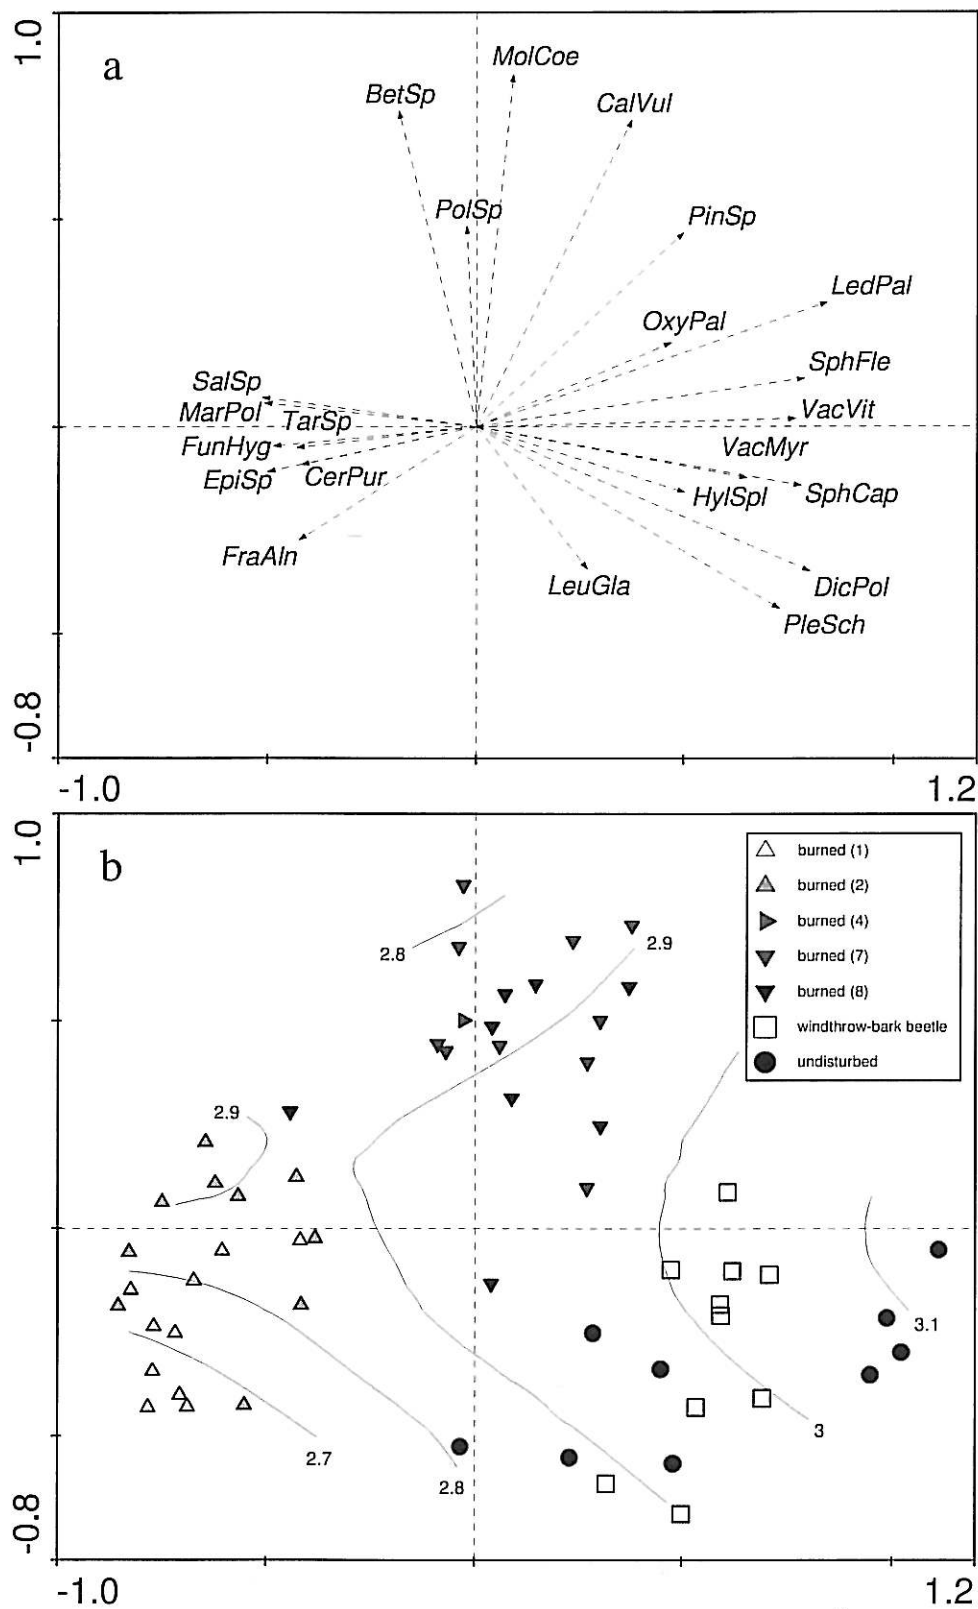 1.0
a
MolCoe
BetSp
CalVul
PolSp
PinSp
LedPal
OxyPal
SphFle
SalSp
MarPol
TarSp
VacVit
FunHyg
VacMyr
EpiSp
CerPur
HylSpl
SphCap
FraAln
LeuGla
DicPol
PleSch
-0.8
-1.0
1.2
1.0
b
burned (1)
burned (2)
burned (4)
burned (7)
burned (8)
windthrow-bark beetle
undisturbed
2.8
2.9
2.9
3.1
3
2.7
2.8
-0.8
-1.0
1.2